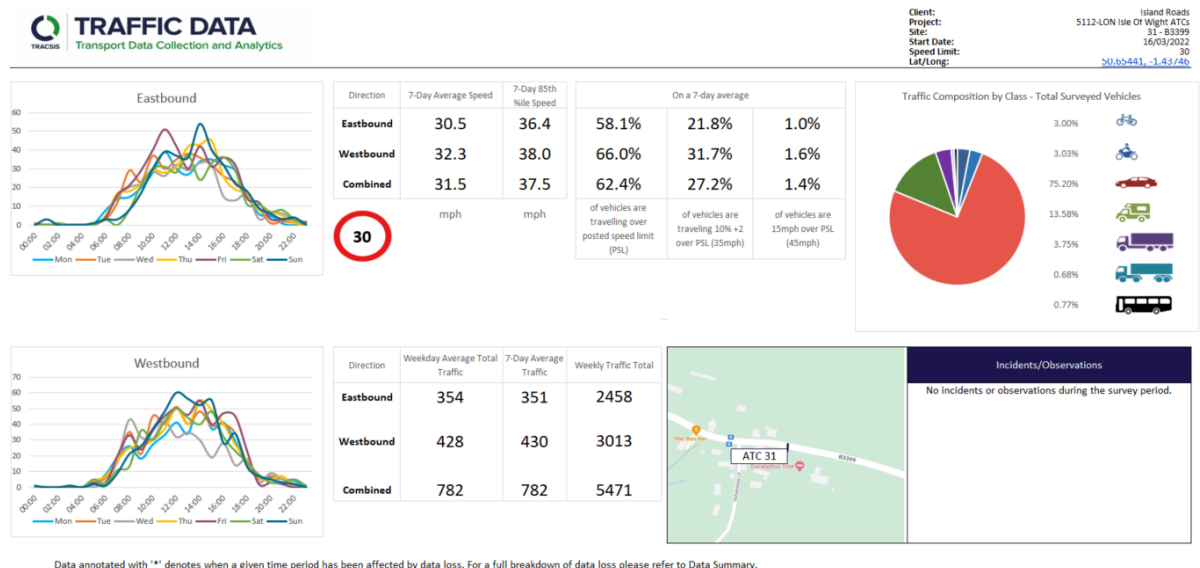 TRACSIS
TRAFFIC DATA
Transport Data Collection and Analytics
Client: Island Roads
Project: 5112-LON Isle Of Wight ATCs
Site: 31 - B3399
Start Date: 16/03/2022
Speed Limit: 30
Lat/Long: 50.65441, -1.43746
Eastbound
60
50
40
30
20
10
0
00:00 02:00 04:00 06:00 08:00 10:00 12:00 14:00 16:00 18:00 20:00 22:00
Mon Tue Wed Thu Fri Sat Sun
Direction 7-Day Average Speed 7-Day 85th %ile Speed On a 7-day average
Eastbound 30.5 36.4 58.1% 21.8% 1.0%
Westbound 32.3 38.0 66.0% 31.7% 1.6%
Combined 31.5 37.5 62.4% 27.2% 1.4%
30
mph mph
of vehicles are travelling over posted speed limit (PSL)
of vehicles are traveling 10% +2 over PSL (35mph)
of vehicles are 15mph over PSL (45mph)
Traffic Composition by Class - Total Surveyed Vehicles
3.00%
3.03%
75.20%
13.58%
3.75%
0.68%
0.77%
Westbound
70
60
50
40
30
20
10
0
00:00 02:00 04:00 06:00 08:00 10:00 12:00 14:00 16:00 18:00 20:00 22:00
Mon Tue Wed Thu Fri Sat Sun
Direction Weekday Average Total Traffic 7-Day Average Traffic Weekly Traffic Total
Eastbound 354 351 2458
Westbound 428 430 3013
Combined 782 782 5471
The Sun Inn
ATC 31
B3399
Eucalyptus Tree
Incidents/Observations
No incidents or observations during the survey period.
Data annotated with '*' denotes when a given time period has been affected by data loss. For a full breakdown of data loss please refer to Data Summary.